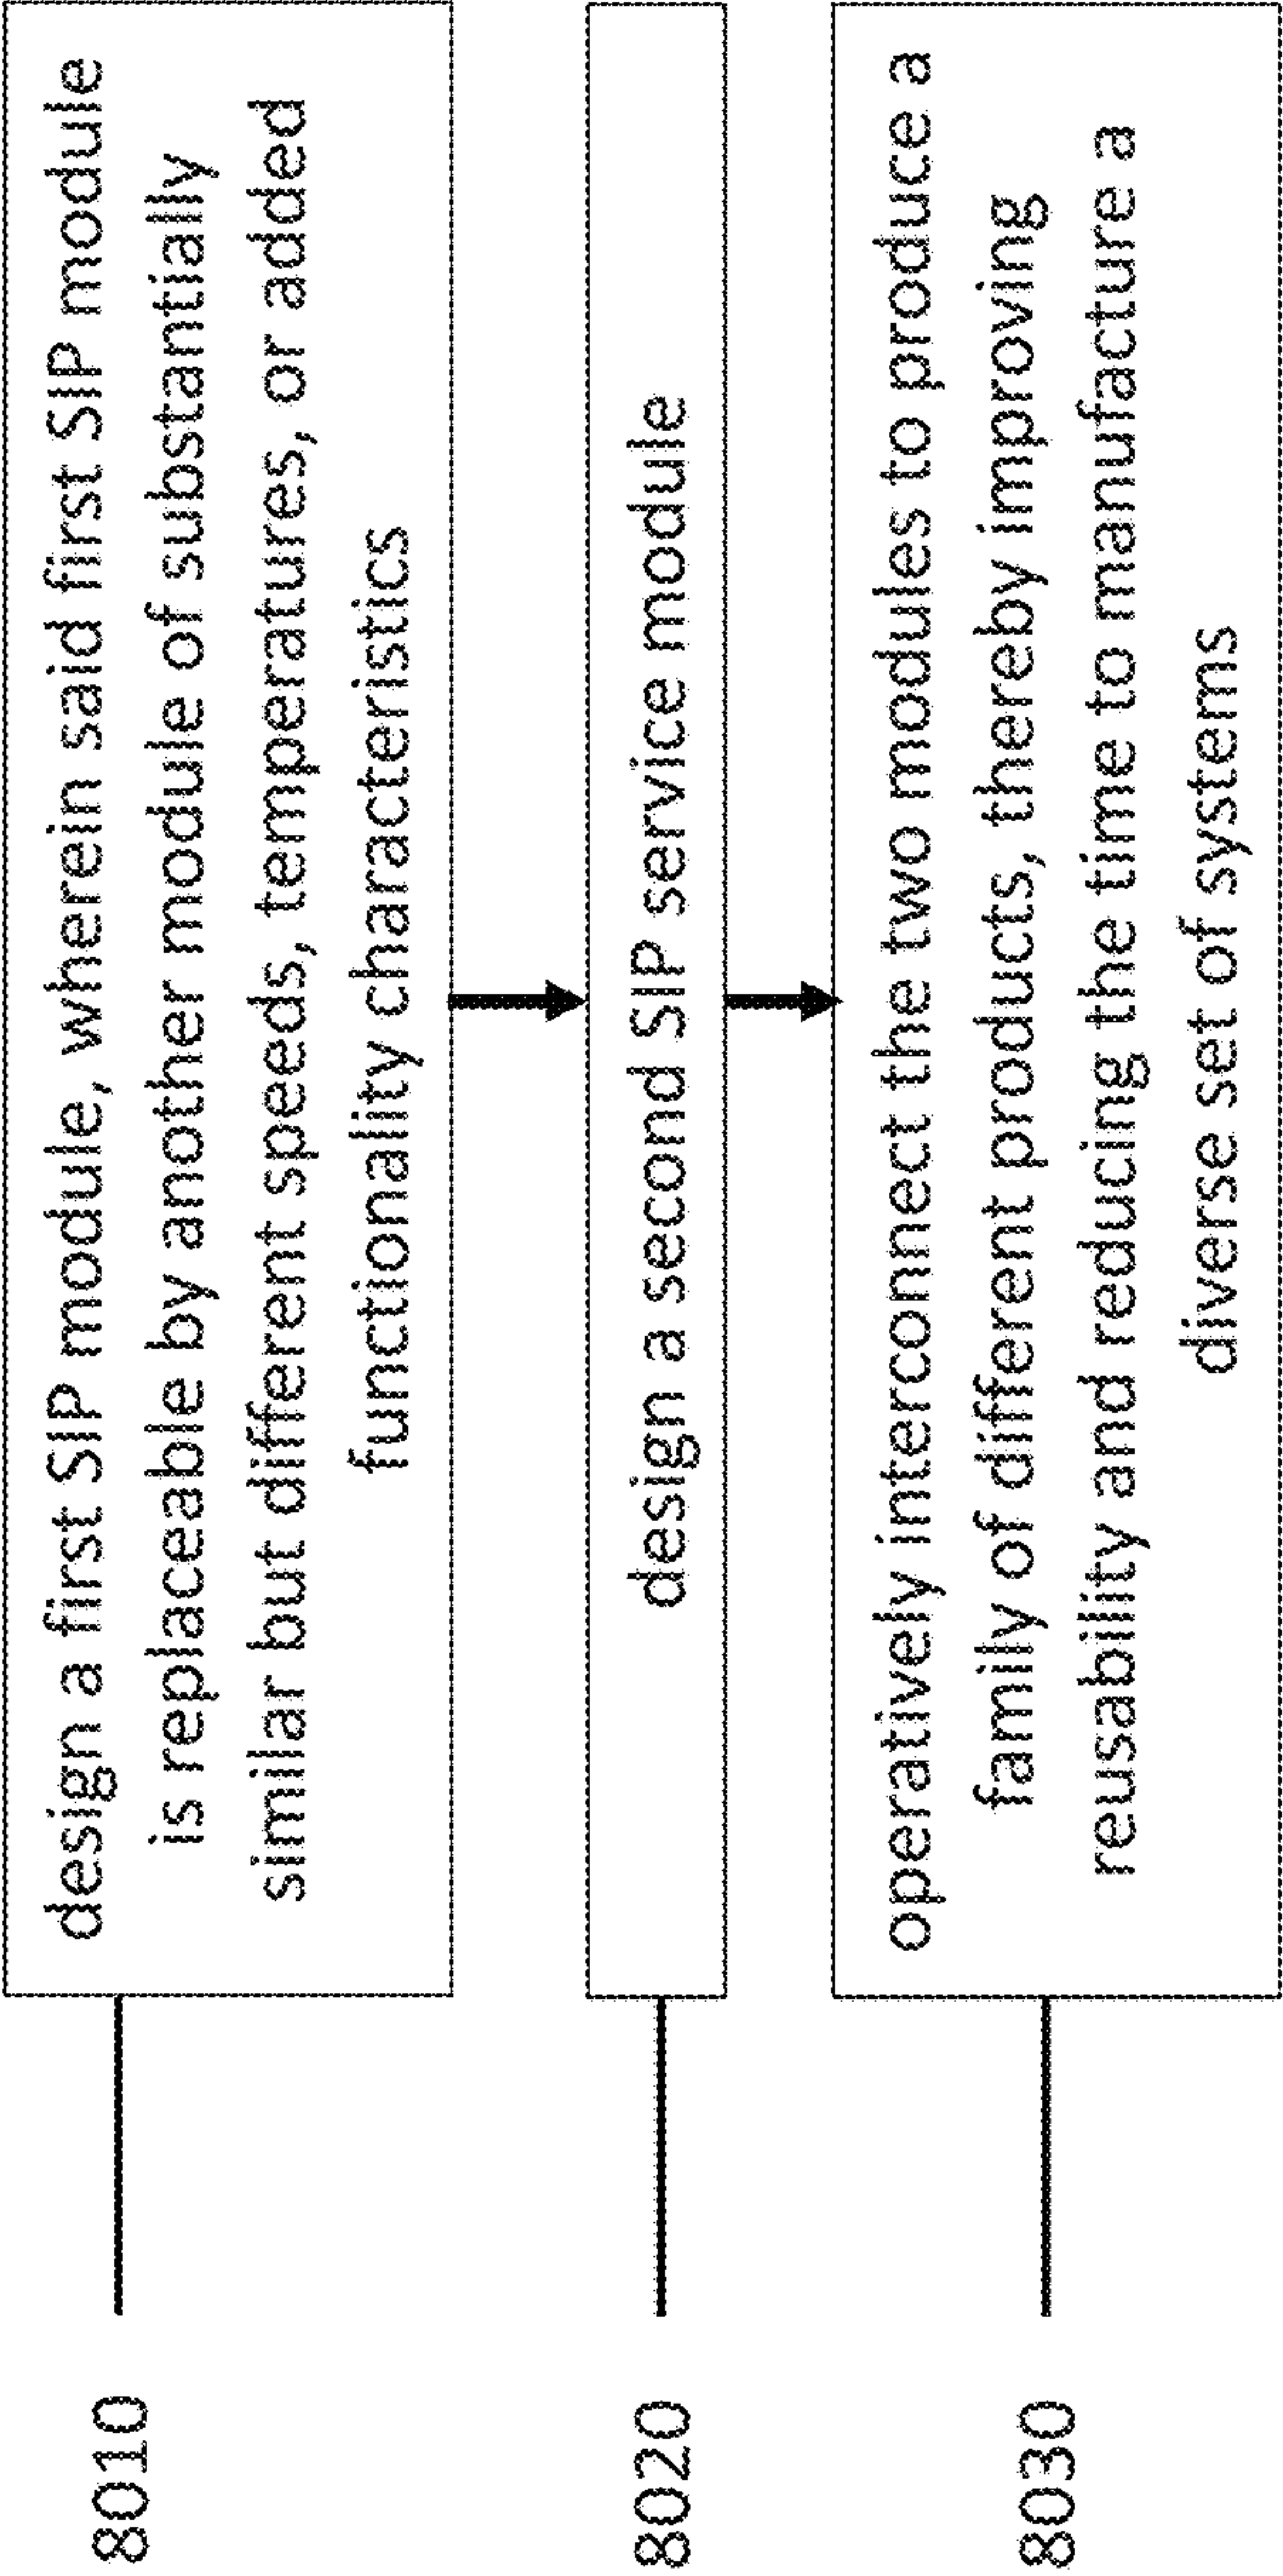 8010
design a first SIP module, wherein said first SIP module
is replaceable by another module of substantially
similar but different speeds, temperatures, or added
functionality characteristics
8020
design a second SIP service module
8030
operatively interconnect the two modules to produce a
family of different products, thereby improving
reusability and reducing the time to manufacture a
diverse set of systems